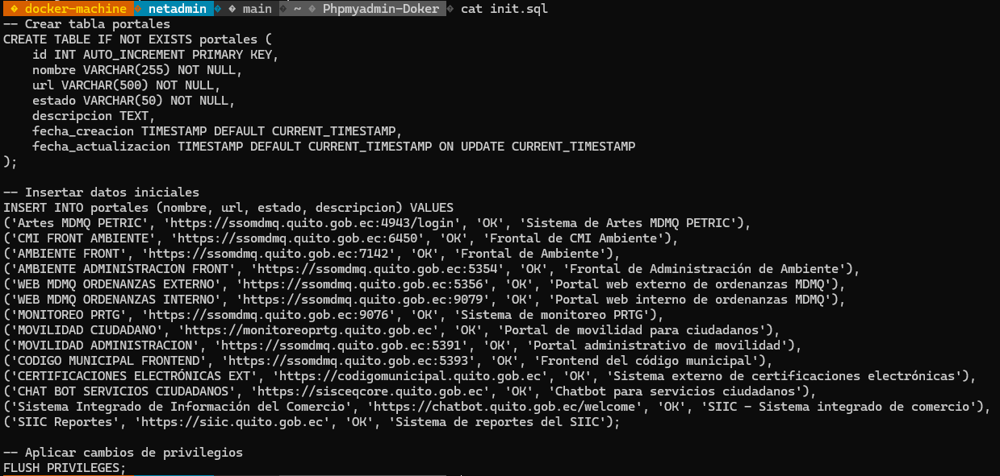 docker-machine netadmin main ~ Phpmyadmin-Doker cat init.sql
-- Crear tabla portales
CREATE TABLE IF NOT EXISTS portales (
    id INT AUTO_INCREMENT PRIMARY KEY,
    nombre VARCHAR(255) NOT NULL,
    url VARCHAR(500) NOT NULL,
    estado VARCHAR(50) NOT NULL,
    descripcion TEXT,
    fecha_creacion TIMESTAMP DEFAULT CURRENT_TIMESTAMP,
    fecha_actualizacion TIMESTAMP DEFAULT CURRENT_TIMESTAMP ON UPDATE CURRENT_TIMESTAMP
);

-- Insertar datos iniciales
INSERT INTO portales (nombre, url, estado, descripcion) VALUES
('Artes MDMQ PETRIC', 'https://ssomdmq.quito.gob.ec:4943/login', 'OK', 'Sistema de Artes MDMQ PETRIC'),
('CMI FRONT AMBIENTE', 'https://ssomdmq.quito.gob.ec:6450', 'OK', 'Frontal de CMI Ambiente'),
('AMBIENTE FRONT', 'https://ssomdmq.quito.gob.ec:7142', 'OK', 'Frontal de Ambiente'),
('AMBIENTE ADMINISTRACION FRONT', 'https://ssomdmq.quito.gob.ec:5354', 'OK', 'Frontal de Administración de Ambiente'),
('WEB MDMQ ORDENANZAS EXTERNO', 'https://ssomdmq.quito.gob.ec:5356', 'OK', 'Portal web externo de ordenanzas MDMQ'),
('WEB MDMQ ORDENANZAS INTERNO', 'https://ssomdmq.quito.gob.ec:9079', 'OK', 'Portal web interno de ordenanzas MDMQ'),
('MONITOREO PRTG', 'https://ssomdmq.quito.gob.ec:9076', 'OK', 'Sistema de monitoreo PRTG'),
('MOVILIDAD CIUDADANO', 'https://monitoreoprtg.quito.gob.ec', 'OK', 'Portal de movilidad para ciudadanos'),
('MOVILIDAD ADMINISTRACION', 'https://ssomdmq.quito.gob.ec:5391', 'OK', 'Portal administrativo de movilidad'),
('CODIGO MUNICIPAL FRONTEND', 'https://ssomdmq.quito.gob.ec:5393', 'OK', 'Frontend del código municipal'),
('CERTIFICACIONES ELECTRÓNICAS EXT', 'https://codigomunicipal.quito.gob.ec', 'OK', 'Sistema externo de certificaciones electrónicas'),
('CHAT BOT SERVICIOS CIUDADANOS', 'https://sisceqcore.quito.gob.ec', 'OK', 'Chatbot para servicios ciudadanos'),
('Sistema Integrado de Información del Comercio', 'https://chatbot.quito.gob.ec/welcome', 'OK', 'SIIC - Sistema integrado de comercio'),
('SIIC Reportes', 'https://siic.quito.gob.ec', 'OK', 'Sistema de reportes del SIIC');

-- Aplicar cambios de privilegios
FLUSH PRIVILEGES;